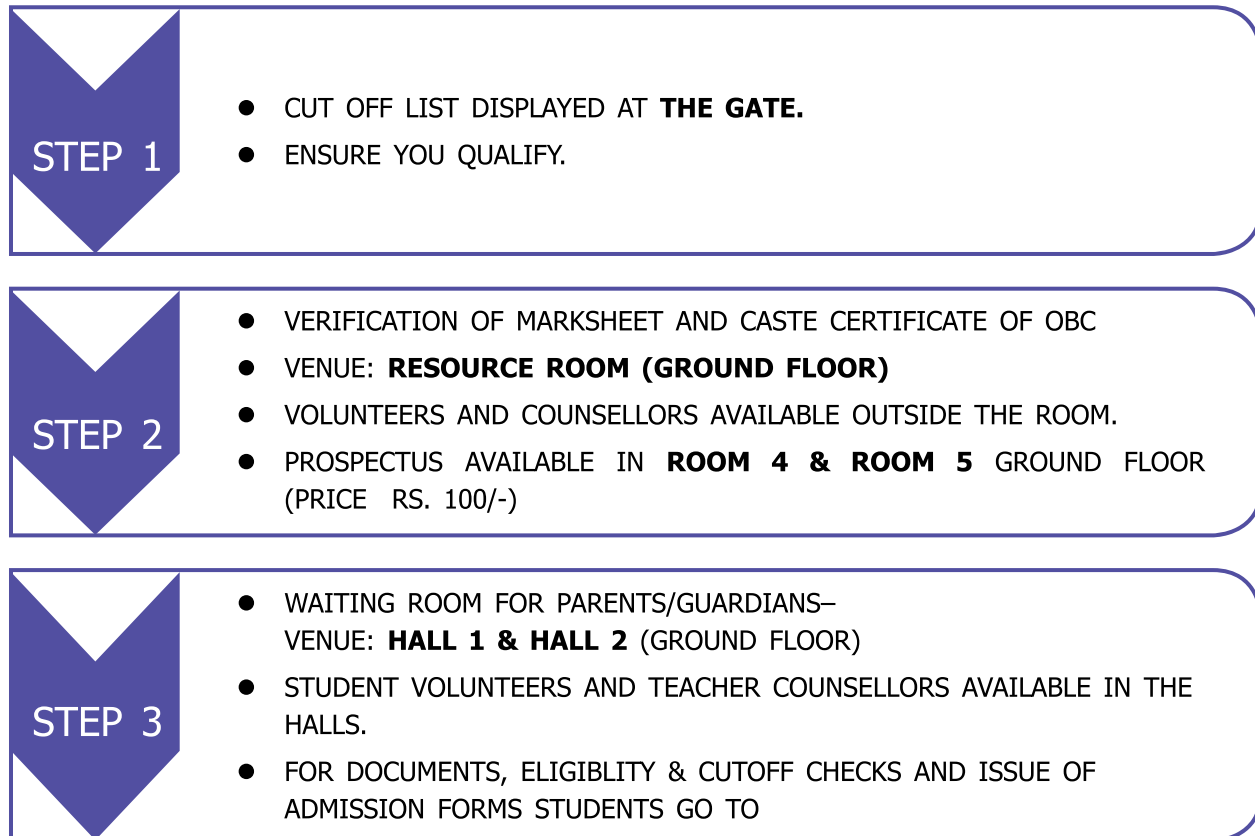 STEP 1
● CUT OFF LIST DISPLAYED AT THE GATE.
● ENSURE YOU QUALIFY.
STEP 2
● VERIFICATION OF MARKSHEET AND CASTE CERTIFICATE OF OBC
● VENUE: RESOURCE ROOM (GROUND FLOOR)
● VOLUNTEERS AND COUNSELLORS AVAILABLE OUTSIDE THE ROOM.
● PROSPECTUS AVAILABLE IN ROOM 4 & ROOM 5 GROUND FLOOR
(PRICE RS. 100/-)
STEP 3
● WAITING ROOM FOR PARENTS/GUARDIANS–
VENUE: HALL 1 & HALL 2 (GROUND FLOOR)
● STUDENT VOLUNTEERS AND TEACHER COUNSELLORS AVAILABLE IN THE
HALLS.
● FOR DOCUMENTS, ELIGIBLITY & CUTOFF CHECKS AND ISSUE OF
ADMISSION FORMS STUDENTS GO TO